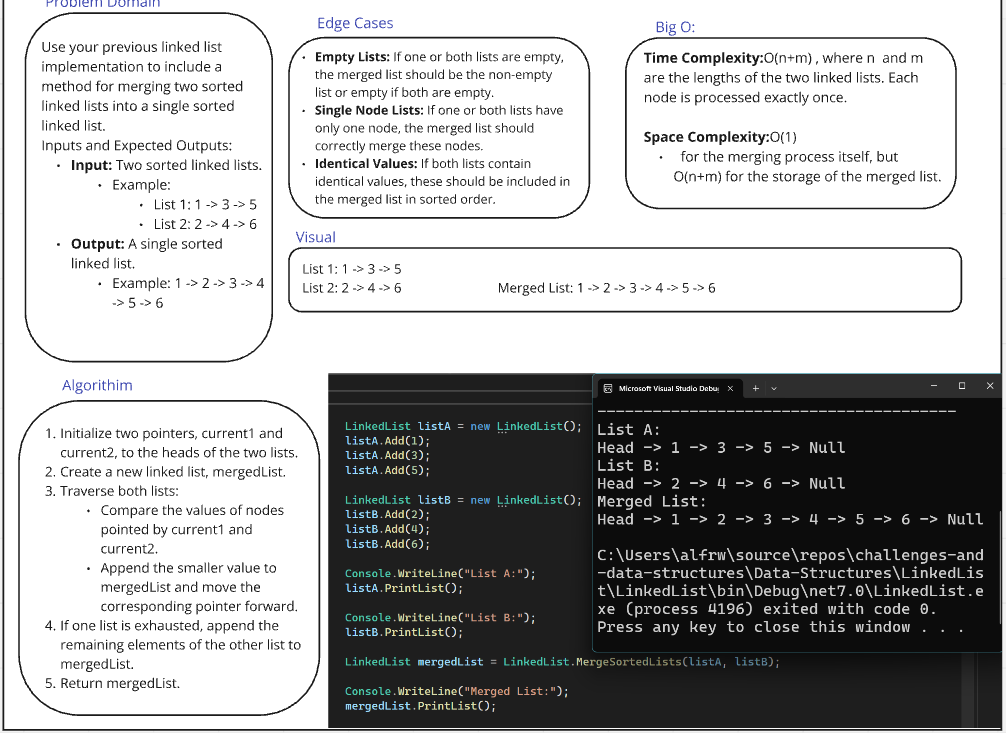 Problem Domain
Use your previous linked list
implementation to include a
method for merging two sorted
linked lists into a single sorted
linked list.
Inputs and Expected Outputs:
• Input: Two sorted linked lists.
• Example:
• List 1: 1 -> 3 -> 5
• List 2: 2 -> 4 -> 6
• Output: A single sorted
linked list.
• Example: 1 -> 2 -> 3 -> 4
-> 5 -> 6
Edge Cases
• Empty Lists: If one or both lists are empty,
the merged list should be the non-empty
list or empty if both are empty.
• Single Node Lists: If one or both lists have
only one node, the merged list should
correctly merge these nodes.
• Identical Values: If both lists contain
identical values, these should be included in
the merged list in sorted order.
Big O:
Time Complexity:O(n+m) , where n and m
are the lengths of the two linked lists. Each
node is processed exactly once.
Space Complexity:O(1)
• for the merging process itself, but
O(n+m) for the storage of the merged list.
Visual
List 1: 1 -> 3 -> 5
List 2: 2 -> 4 -> 6 Merged List: 1 -> 2 -> 3 -> 4 -> 5 -> 6
Algorithim
1. Initialize two pointers, current1 and
current2, to the heads of the two lists.
2. Create a new linked list, mergedList.
3. Traverse both lists:
• Compare the values of nodes
pointed by current1 and
current2.
• Append the smaller value to
mergedList and move the
corresponding pointer forward.
4. If one list is exhausted, append the
remaining elements of the other list to
mergedList.
5. Return mergedList.
LinkedList listA = new LinkedList();
listA.Add(1);
listA.Add(3);
listA.Add(5);
LinkedList listB = new LinkedList();
listB.Add(2);
listB.Add(4);
listB.Add(6);
Console.WriteLine("List A:");
listA.PrintList();
Console.WriteLine("List B:");
listB.PrintList();
LinkedList mergedList = LinkedList.MergeSortedLists(listA, listB);
Console.WriteLine("Merged List:");
mergedList.PrintList();
Microsoft Visual Studio Debug
----------------------------------------
List A:
Head -> 1 -> 3 -> 5 -> Null
List B:
Head -> 2 -> 4 -> 6 -> Null
Merged List:
Head -> 1 -> 2 -> 3 -> 4 -> 5 -> 6 -> Null
C:\Users\alfrw\source\repos\challenges-and
-data-structures\Data-Structures\LinkedLis
t\LinkedList\bin\Debug\net7.0\LinkedList.e
xe (process 4196) exited with code 0.
Press any key to close this window . . .